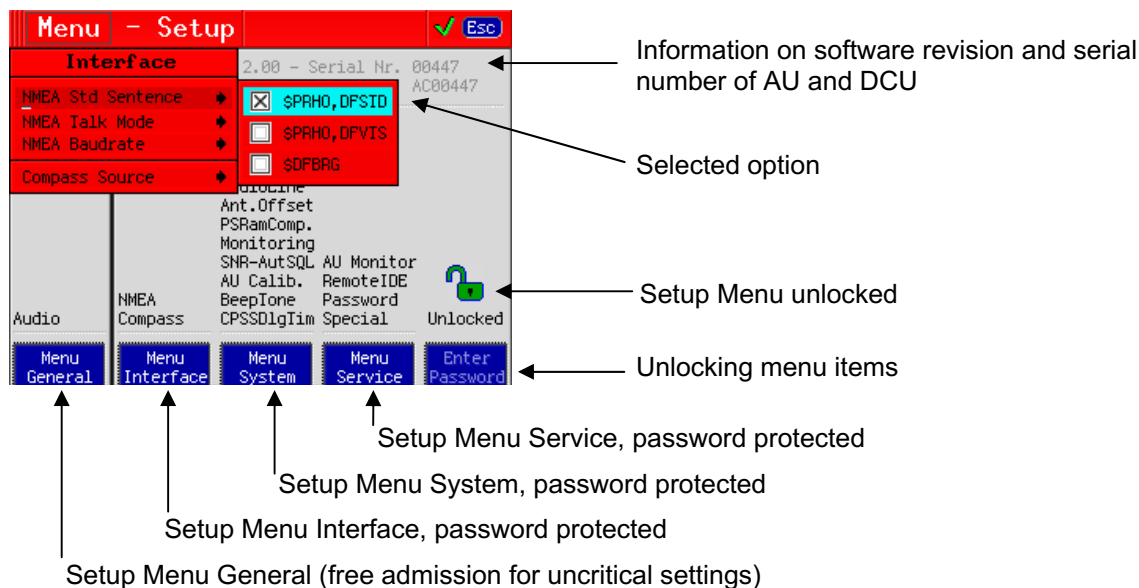 Menu - Setup
Esc
Interface
2.00 - Serial Nr. 00447
AC00447
NMEA Std Sentence
NMEA Talk Mode
NMEA Baudrate
Compass Source
$PRHO,DFSID
$PRHO,DFVIS
$DFBRG
Ant.Offset
PSRamComp.
Monitoring
SNR-AutSQL
AU Calib.
BeepTone
CPSSDlgTim
AU Monitor
RemoteIDE
Password
Special
Audio
NMEA
Compass
Unlocked
Menu
General
Menu
Interface
Menu
System
Menu
Service
Enter
Password
Information on software revision and serial
number of AU and DCU
Selected option
Setup Menu unlocked
Unlocking menu items
Setup Menu Service, password protected
Setup Menu System, password protected
Setup Menu Interface, password protected
Setup Menu General (free admission for uncritical settings)